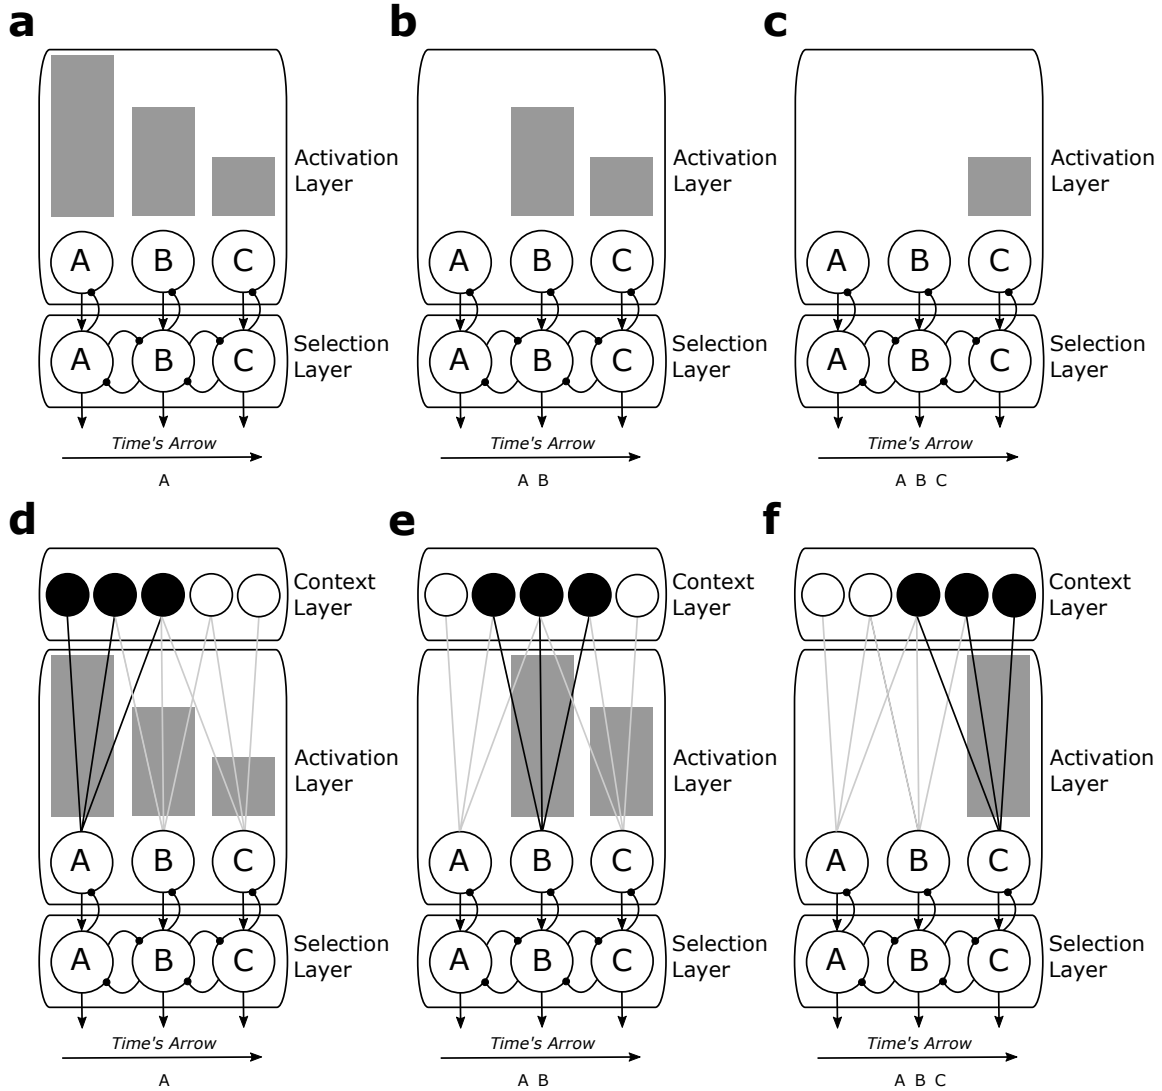 a
Activation
Layer
A B C
A B C
Selection
Layer
Time's Arrow
A
b
Activation
Layer
A B C
A B C
Selection
Layer
Time's Arrow
A B
c
Activation
Layer
A B C
A B C
Selection
Layer
Time's Arrow
A B C
d
Context
Layer
Activation
Layer
A B C
A B C
Selection
Layer
Time's Arrow
A
e
Context
Layer
Activation
Layer
A B C
A B C
Selection
Layer
Time's Arrow
A B
f
Context
Layer
Activation
Layer
A B C
A B C
Selection
Layer
Time's Arrow
A B C